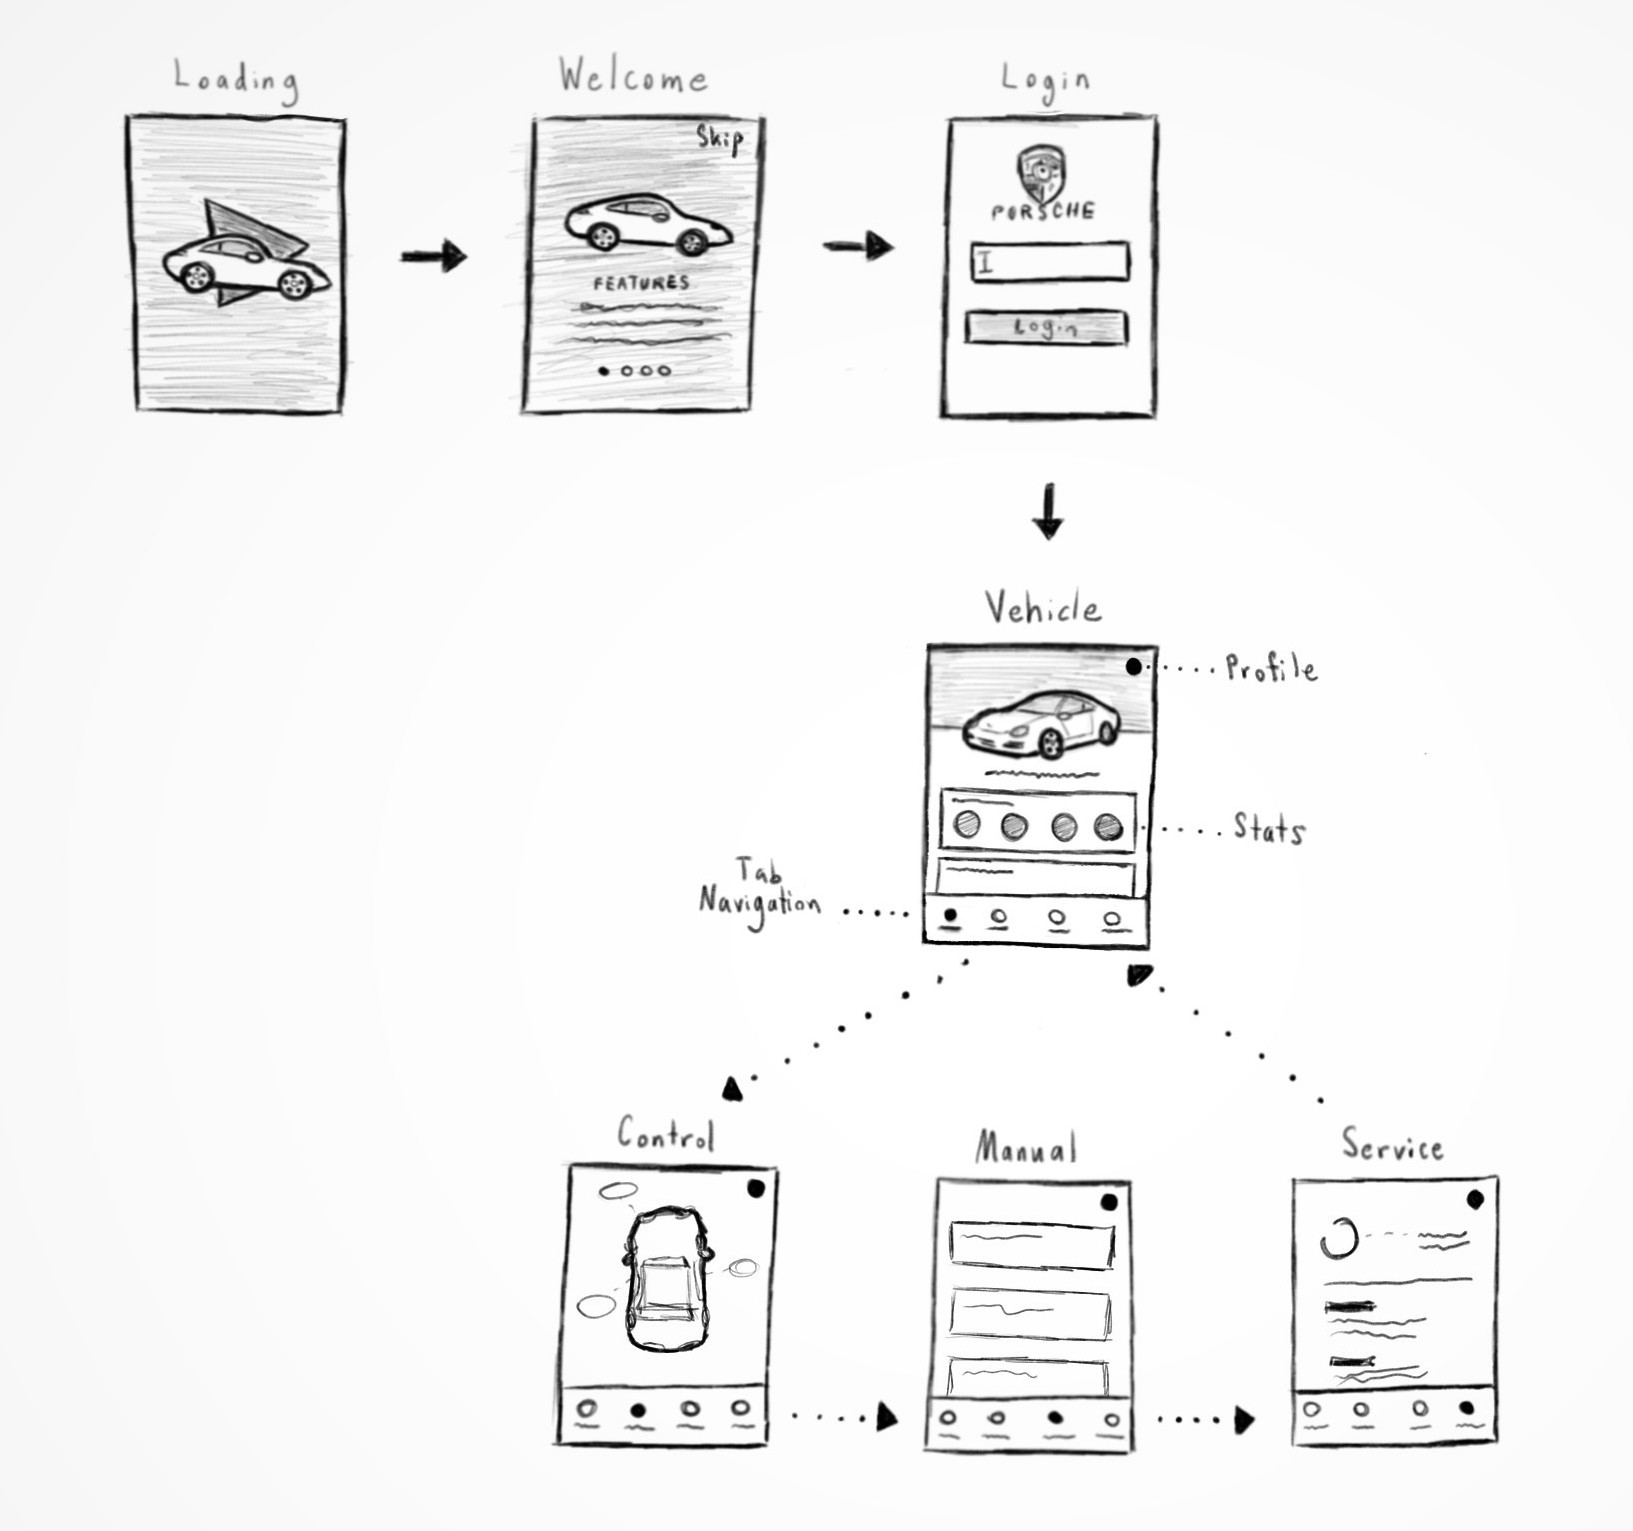 Loading
Welcome
Login
Skip
FEATURES
PORSCHE
I
Login
Vehicle
Profile
Stats
Tab
Navigation
Control
Manual
Service